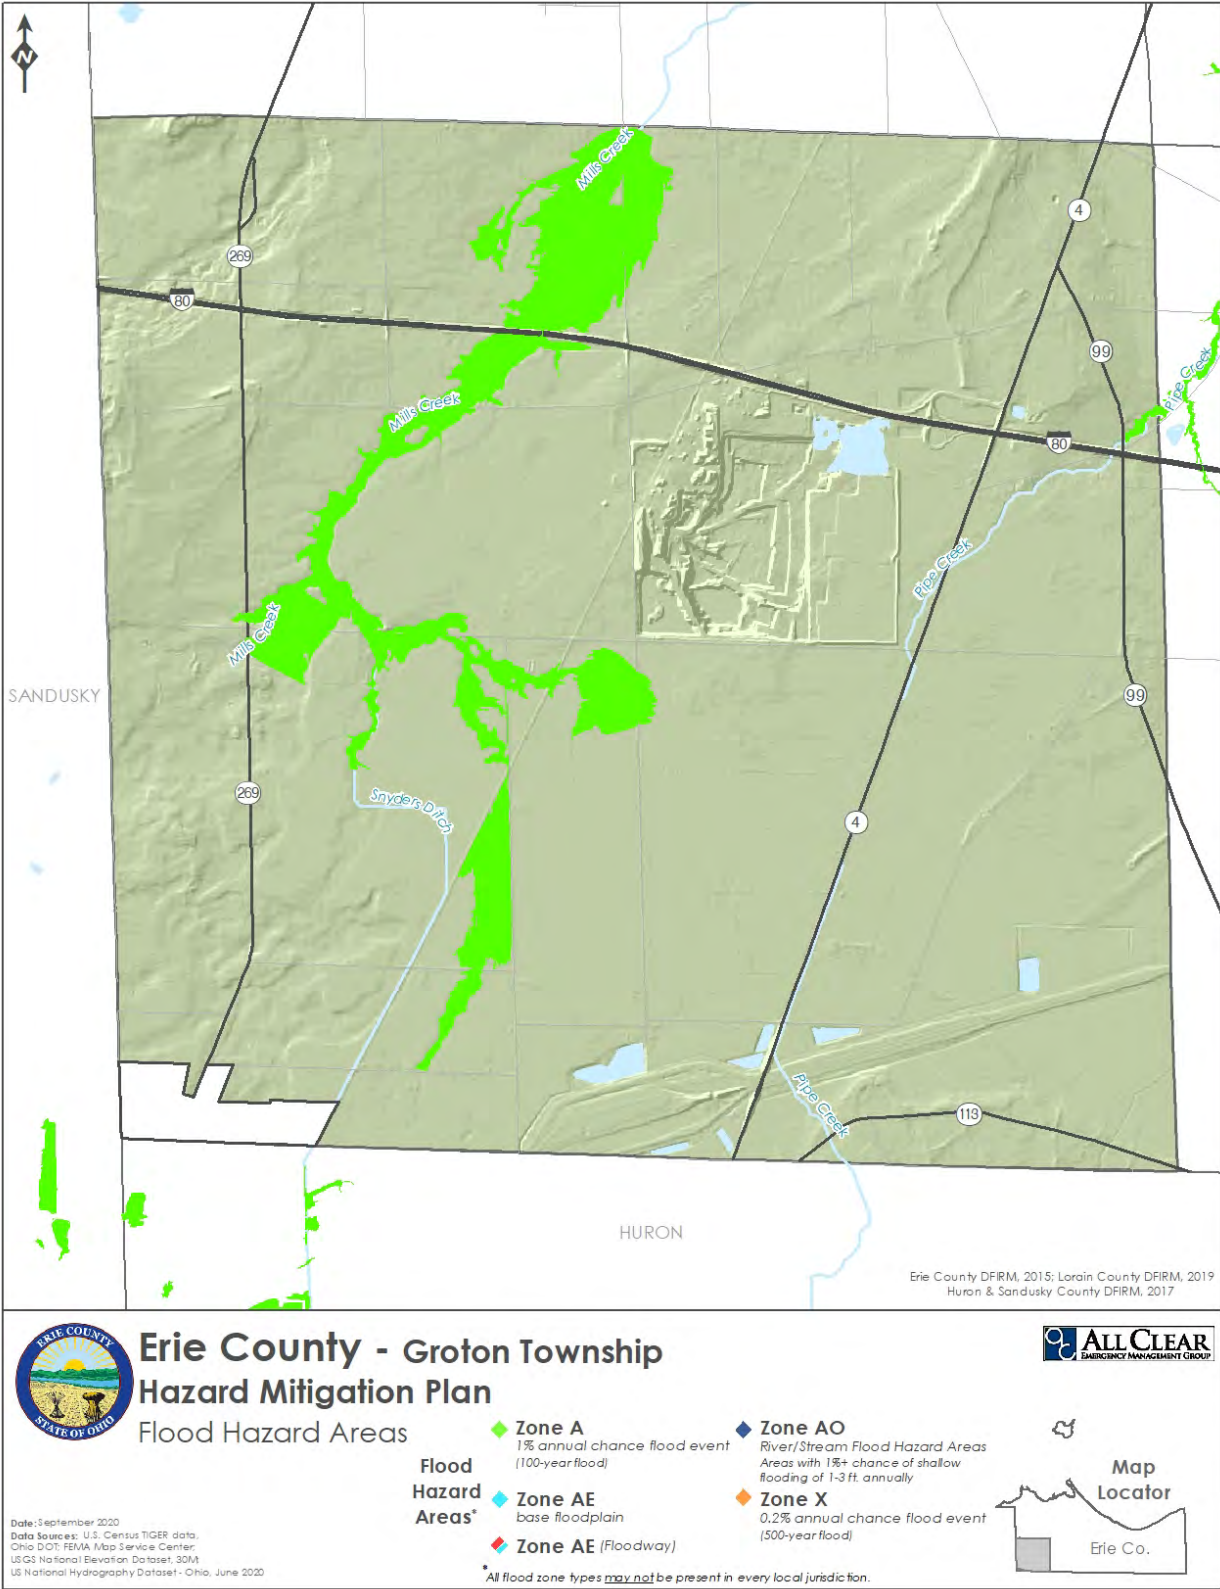 N
Mills Creek
4
269
80
99
Pipe Creek
Mills Creek
80
Pipe Creek
Mills Creek
SANDUSKY
99
269
Snyders Ditch
4
Pipe Creek
113
HURON
Erie County DFIRM, 2015; Lorain County DFIRM, 2019
Huron & Sandusky County DFIRM, 2017
ERIE COUNTY
STATE OF OHIO
Erie County - Groton Township
Hazard Mitigation Plan
Flood Hazard Areas
ALL CLEAR
EMERGENCY MANAGEMENT GROUP
Flood
Hazard
Areas*
Zone A
1% annual chance flood event
(100-year flood)
Zone AE
base floodplain
Zone AE (Floodway)
Zone AO
River/Stream Flood Hazard Areas
Areas with 1%+ chance of shallow
flooding of 1-3 ft. annually
Zone X
0.2% annual chance flood event
(500-year flood)
*All flood zone types may not be present in every local jurisdiction.
Map
Locator
Erie Co.
Date: September 2020
Data Sources: U.S. Census TIGER data,
Ohio DOT; FEMA Map Service Center;
USGS National Elevation Dataset, 30M;
US National Hydrography Dataset - Ohio, June 2020